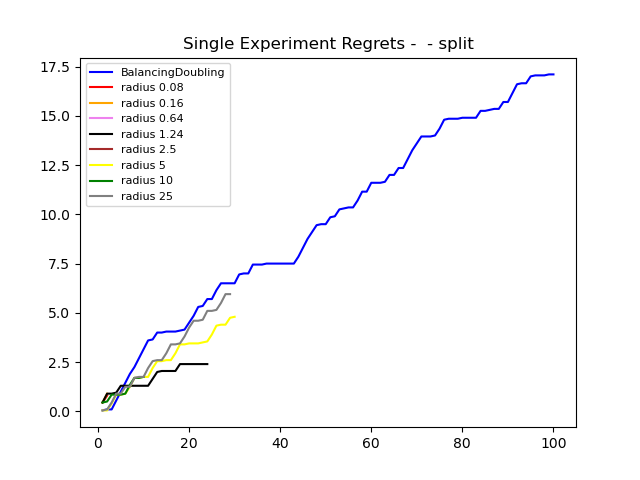 Single Experiment Regrets -  - split
17.5
15.0
12.5
10.0
7.5
5.0
2.5
0.0
BalancingDoubling
radius 0.08
radius 0.16
radius 0.64
radius 1.24
radius 2.5
radius 5
radius 10
radius 25
0 20 40 60 80 100